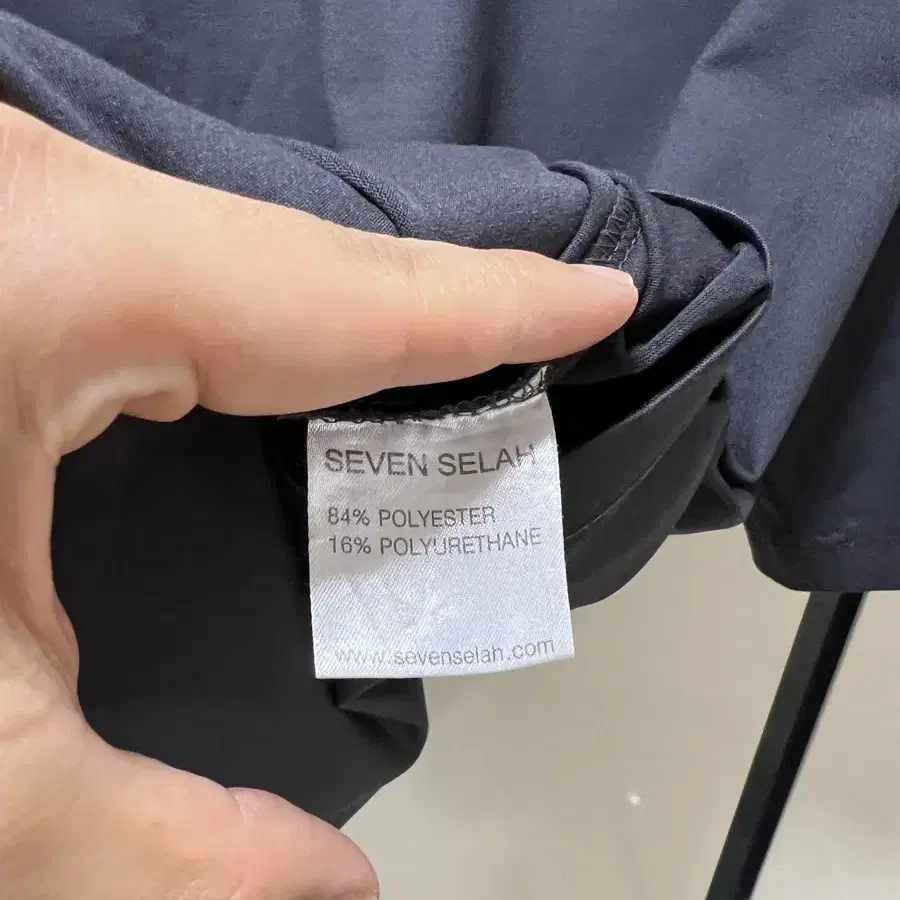 SEVEN SELAH
84% POLYESTER
16% POLYURETHANE
www.sevenselah.com